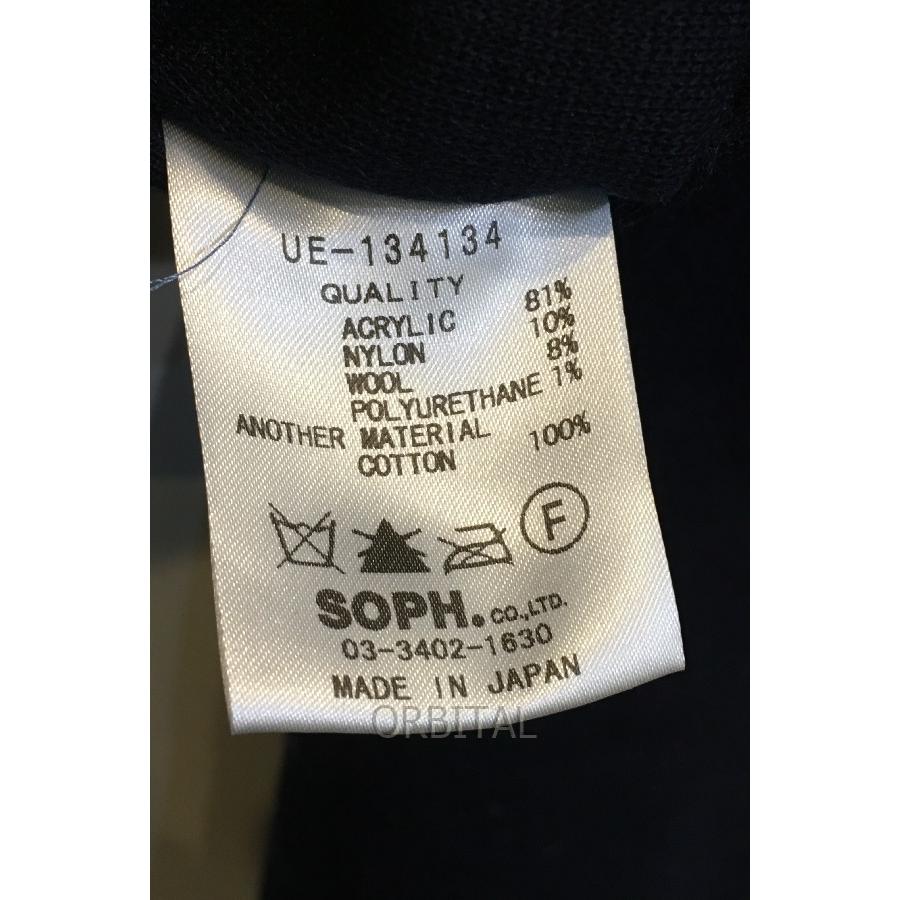 UE-134134
QUALITY
ACRYLIC 81%
NYLON 10%
WOOL 8%
POLYURETHANE 1%
ANOTHER MATERIAL
COTTON 100%
F
SOPH. CO.,LTD.
03-3402-1630
MADE IN JAPAN
ORBITAL